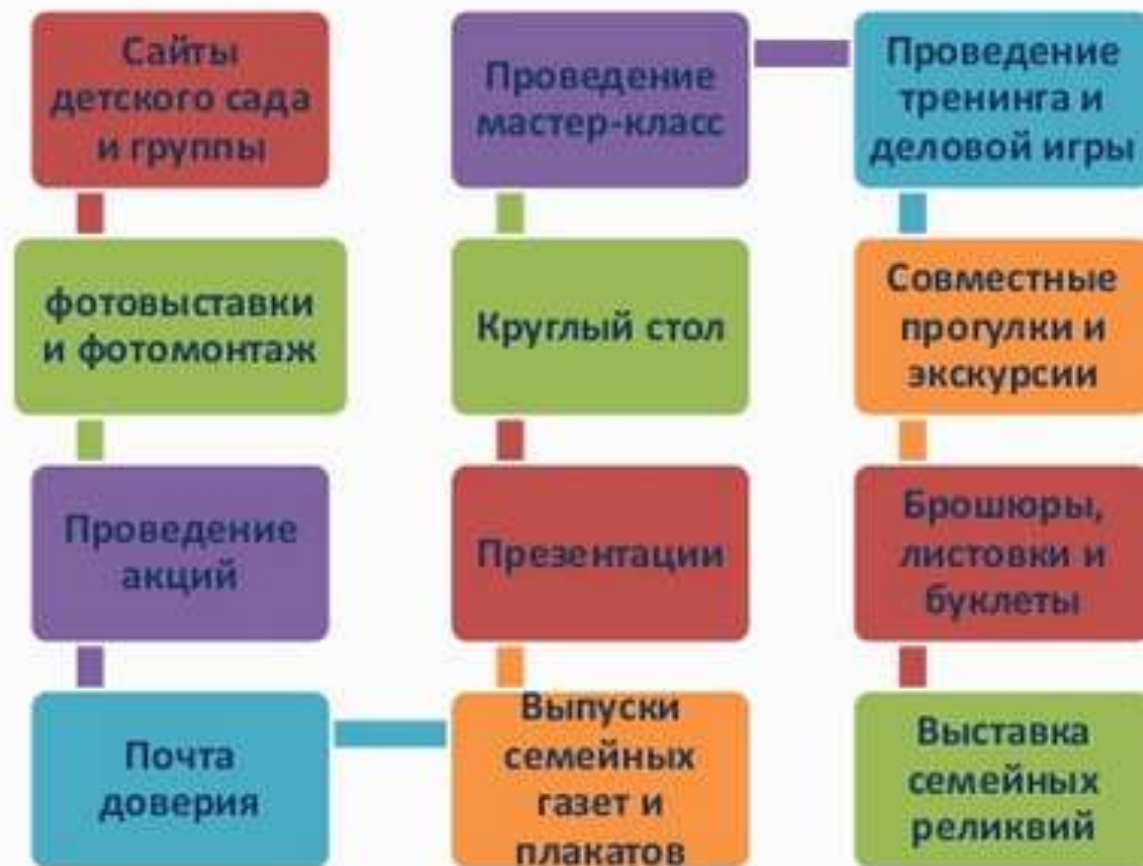 Сайты
детского сада
и группы
фотовыставки
и фотомонтаж
Проведение
акций
Почта
доверия
Выпуски
семейных
газет и
плакатов
Презентации
Круглый стол
Проведение
мастер-класс
Проведение
тренинга и
деловой игры
Совместные
прогулки и
экскурсии
Брошюры,
листовки и
буклеты
Выставка
семейных
реликвий